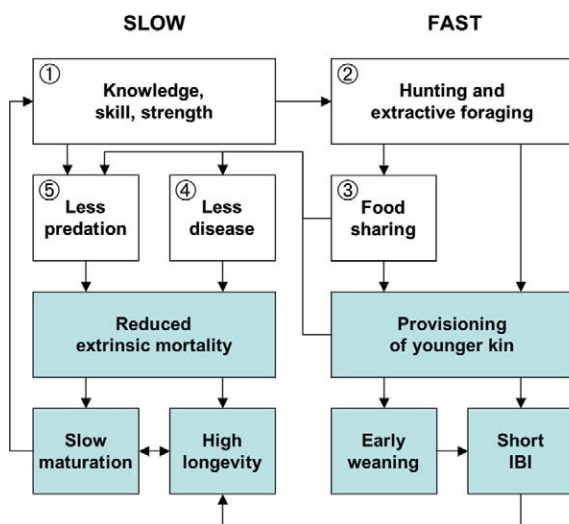 SLOW
FAST
①
Knowledge,
skill, strength
②
Hunting and
extractive foraging
⑤
Less
predation
④
Less
disease
③
Food
sharing
Reduced
extrinsic mortality
Provisioning
of younger kin
Slow
maturation
High
longevity
Early
weaning
Short
IBI